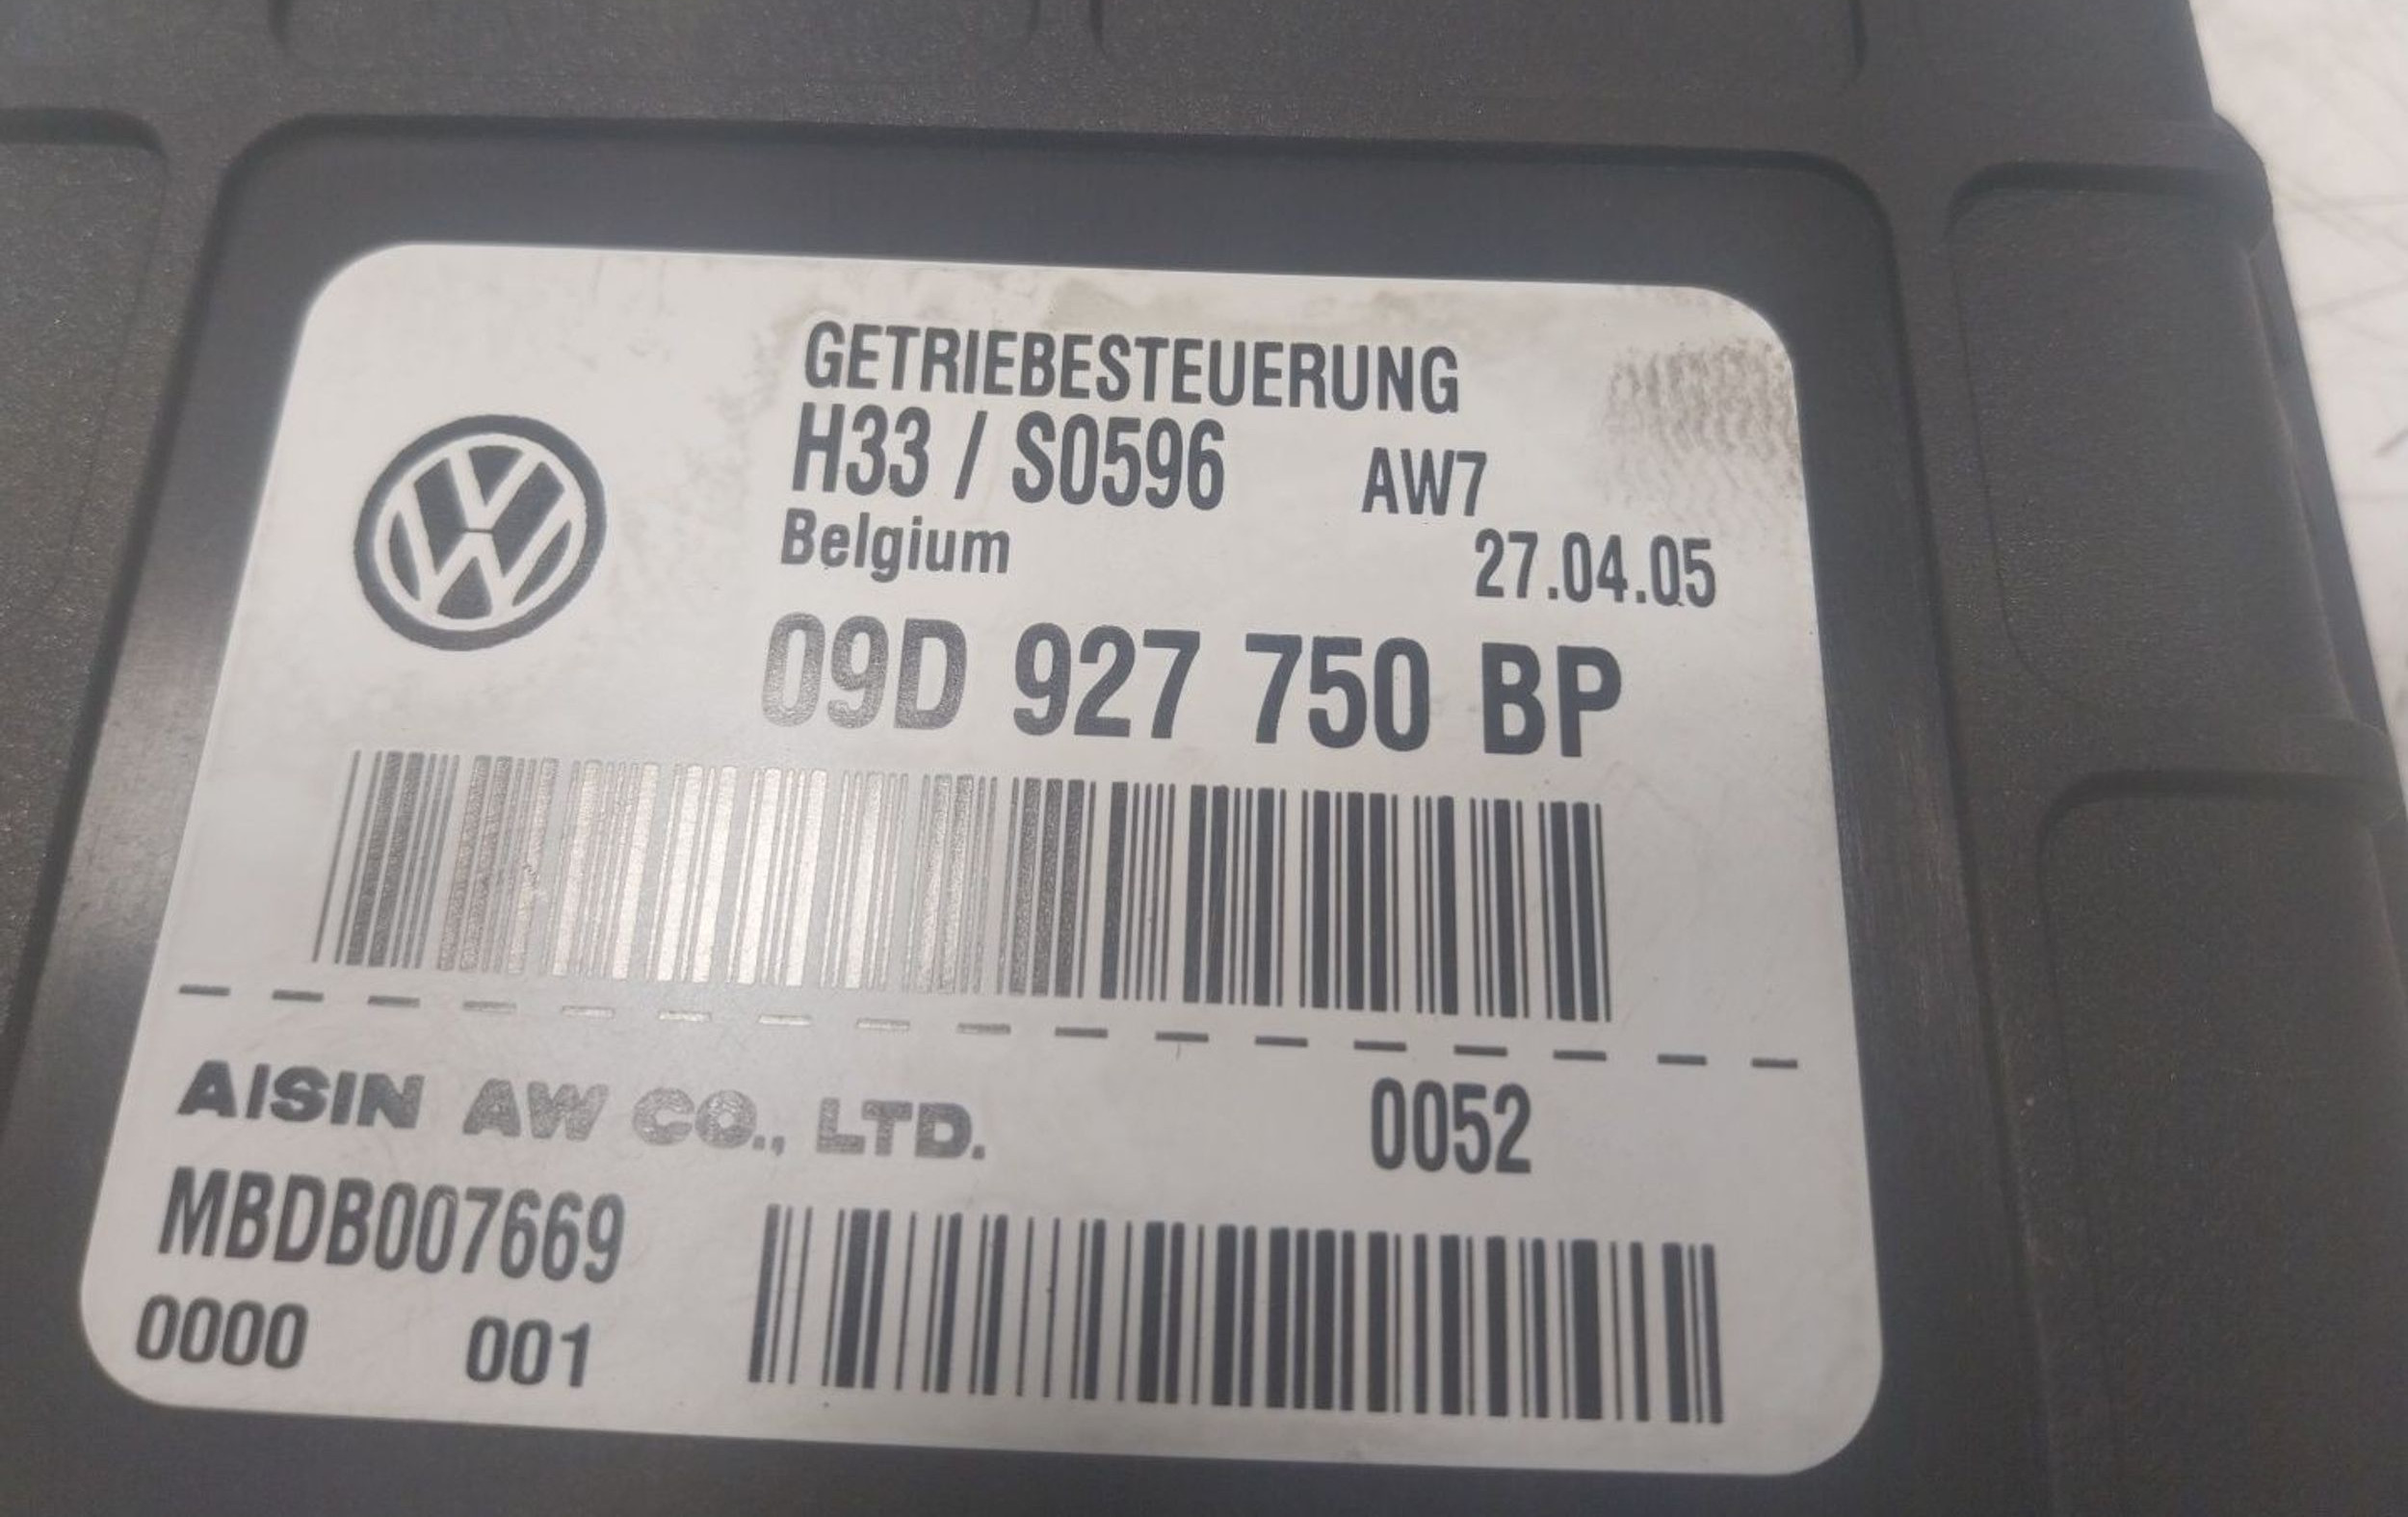 GETRIEBESTEUERUNG
H33 / S0596 AW7
Belgium 27.04.05
09D 927 750 BP
AISIN AW CO., LTD. 0052
MBDB007669
0000 001